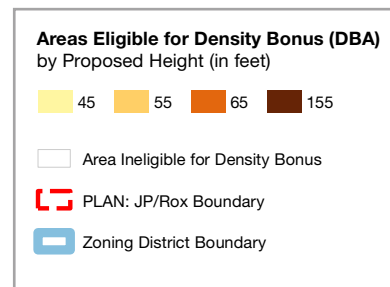 Areas Eligible for Density Bonus (DBA)
by Proposed Height (in feet)
45 55 65 155
Area Ineligible for Density Bonus
PLAN: JP/Rox Boundary
Zoning District Boundary